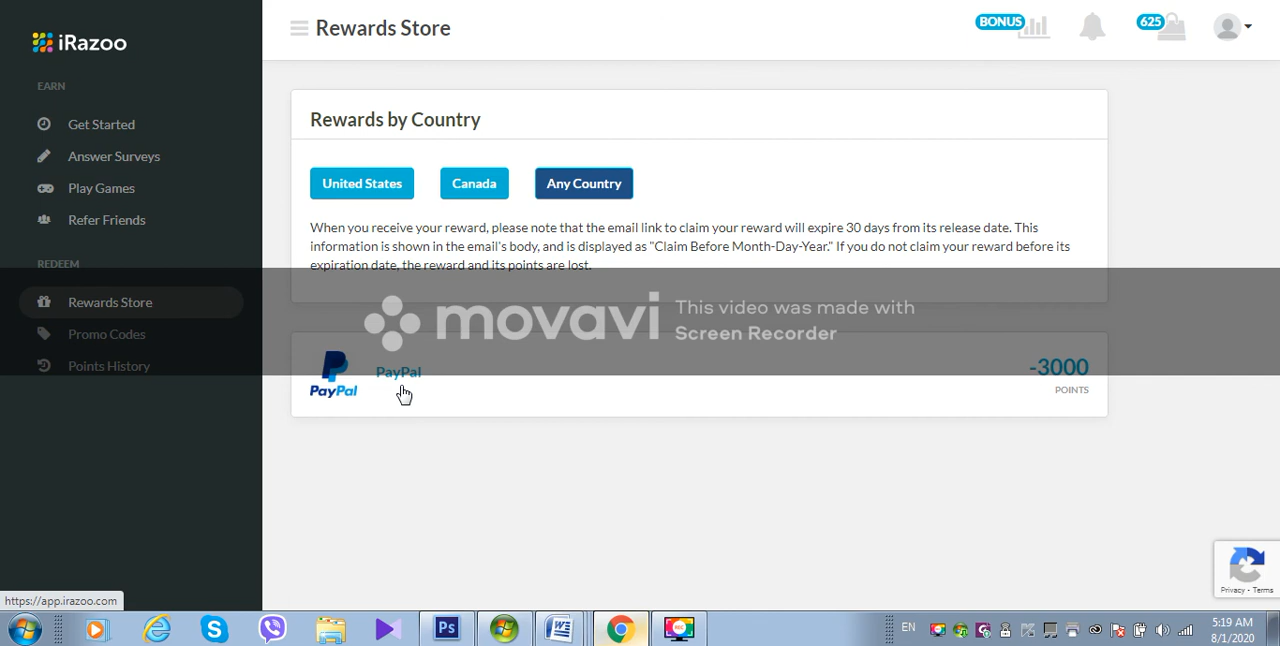 iRazoo
Rewards Store
BONUS
625
EARN
Get Started
Answer Surveys
Play Games
Refer Friends
REDEEM
Rewards Store
Promo Codes
Points History
Rewards by Country
United States
Canada
Any Country
When you receive your reward, please note that the email link to claim your reward will expire 30 days from its release date. This
information is shown in the email's body, and is displayed as "Claim Before Month-Day-Year." If you do not claim your reward before its
expiration date, the reward and its points are lost.
movavi
This video was made with
Screen Recorder
PayPal
PayPal
-3000
POINTS
Privacy - Terms
https://app.irazoo.com
Ps
REC
EN
5:19 AM
8/1/2020